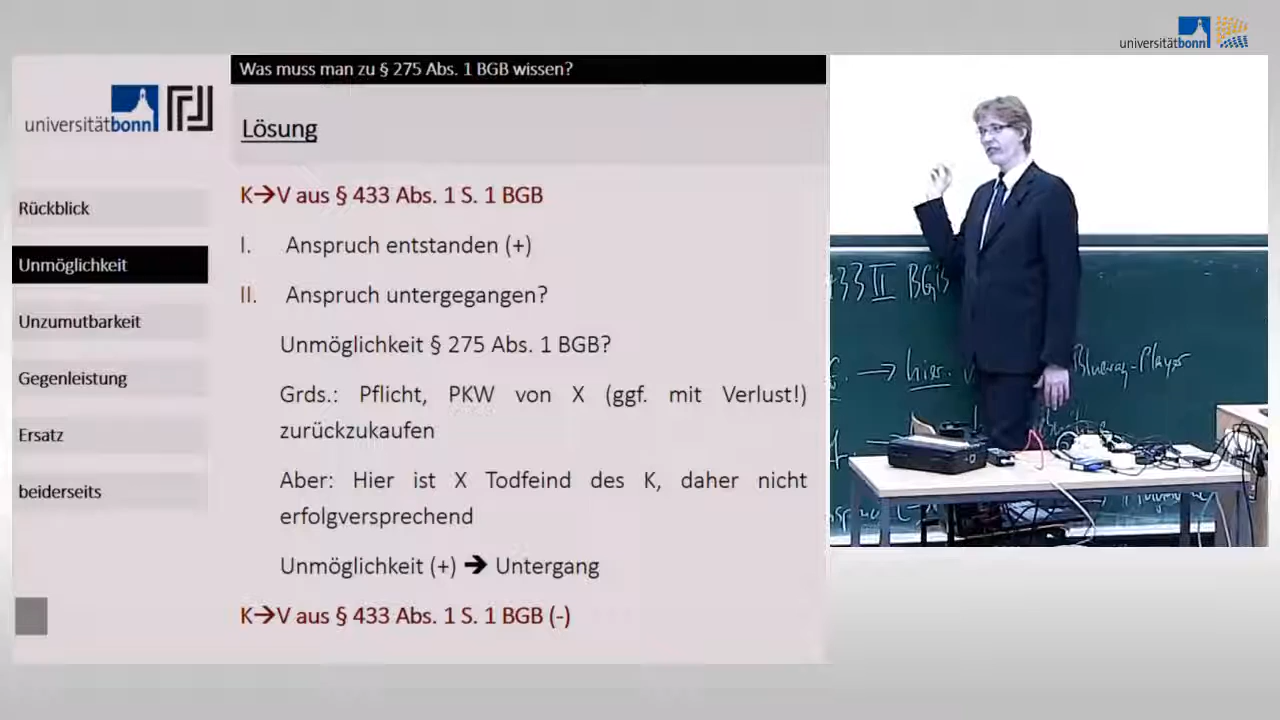 universitätbonn
Was muss man zu § 275 Abs. 1 BGB wissen?
universitätbonn
Lösung
K→V aus § 433 Abs. 1 S. 1 BGB
Rückblick
I. Anspruch entstanden (+)
Unmöglichkeit
II. Anspruch untergegangen?
Unzumutbarkeit
Unmöglichkeit § 275 Abs. 1 BGB?
Gegenleistung
Grds.: Pflicht, PKW von X (ggf. mit Verlust!)
zurückzukaufen
Ersatz
Aber: Hier ist X Todfeind des K, daher nicht
erfolgversprechend
beiderseits
Unmöglichkeit (+) ➔ Untergang
K→V aus § 433 Abs. 1 S. 1 BGB (-)
433 II BGB
→ hier
Blueray-Player